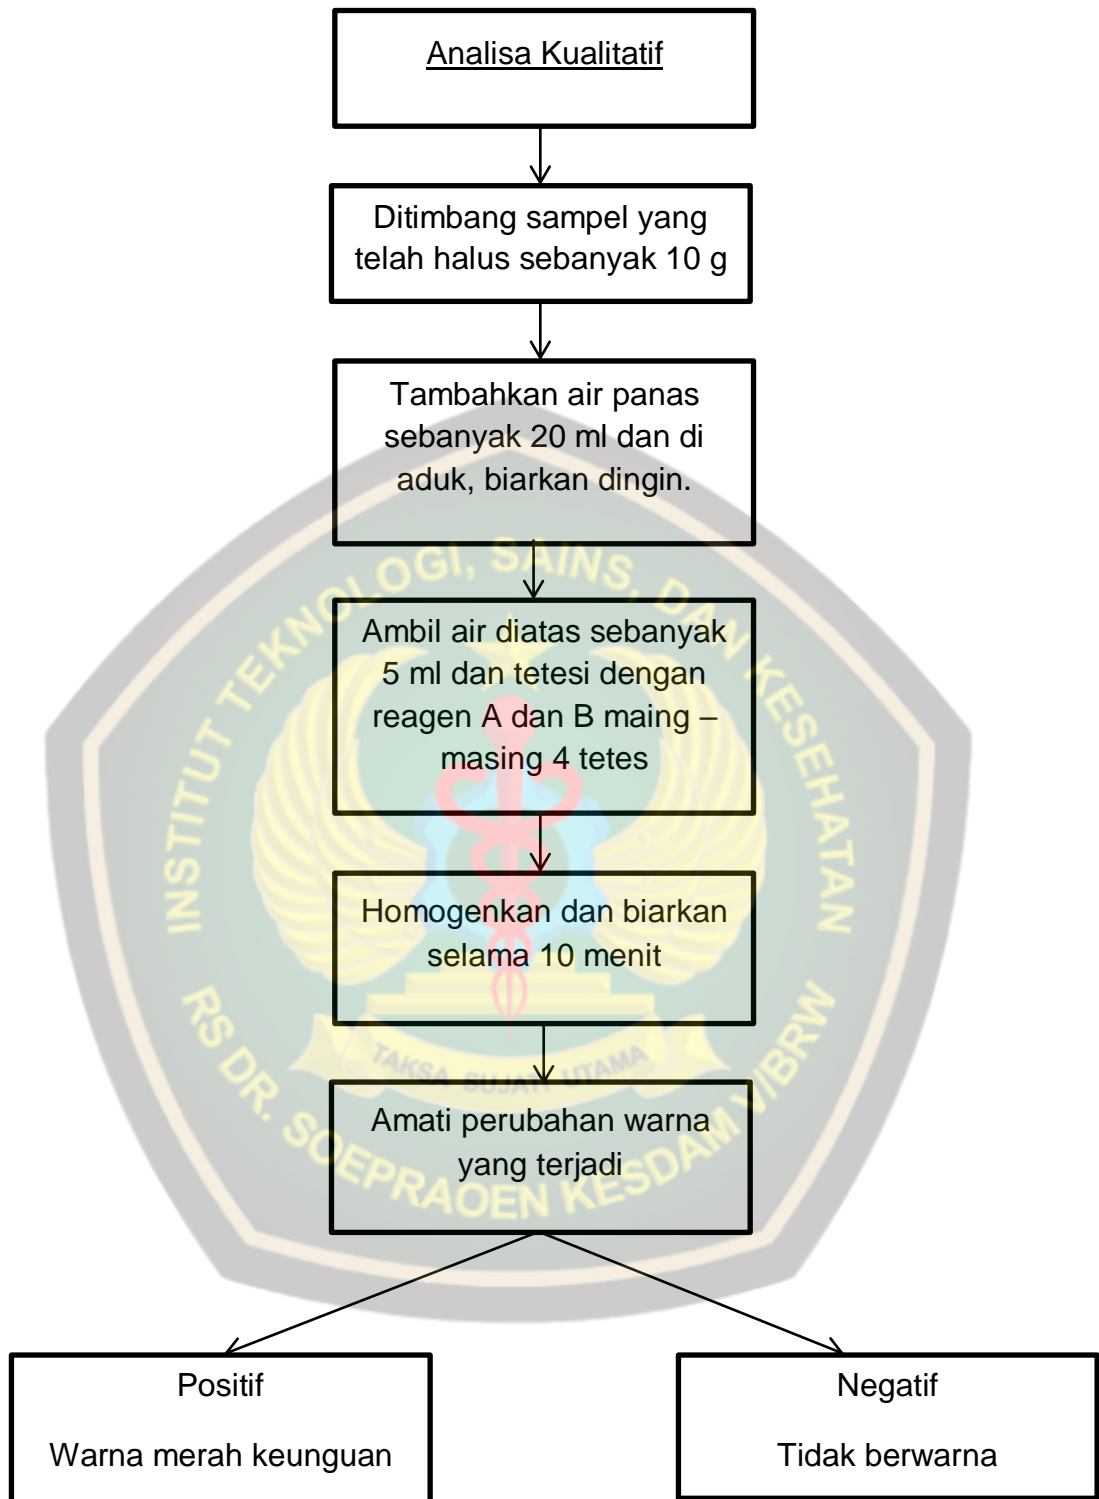 Analisa Kualitatif
Ditimbang sampel yang
telah halus sebanyak 10 g
Tambahkan air panas
sebanyak 20 ml dan di
aduk, biarkan dingin.
INSTITUT TEKNOLOGI, SAINS, DAN KESEHATAN
Ambil air diatas sebanyak
5 ml dan tetesi dengan
reagen A dan B maing –
masing 4 tetes
Homogenkan dan biarkan
selama 10 menit
TAKSA SUJATI UTAMA
Amati perubahan warna
yang terjadi
RS DR. SOEPRAOEN KESDAM V/BRW
Positif
Warna merah keunguan
Negatif
Tidak berwarna